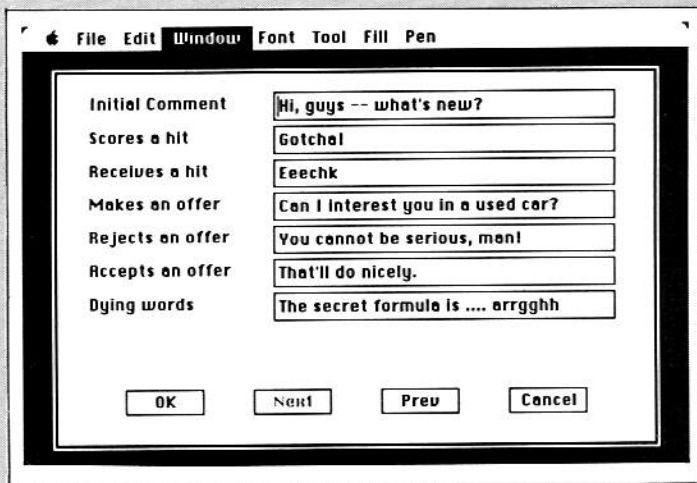 File Edit Window Font Tool Fill Pen
Initial Comment Hi, guys -- what's new?
Scores a hit Gotcha!
Receives a hit Eeechk
Makes an offer Can I interest you in a used car?
Rejects an offer You cannot be serious, man!
Accepts an offer That'll do nicely.
Dying words The secret formula is .... arrgghh
OK Next Prev Cancel